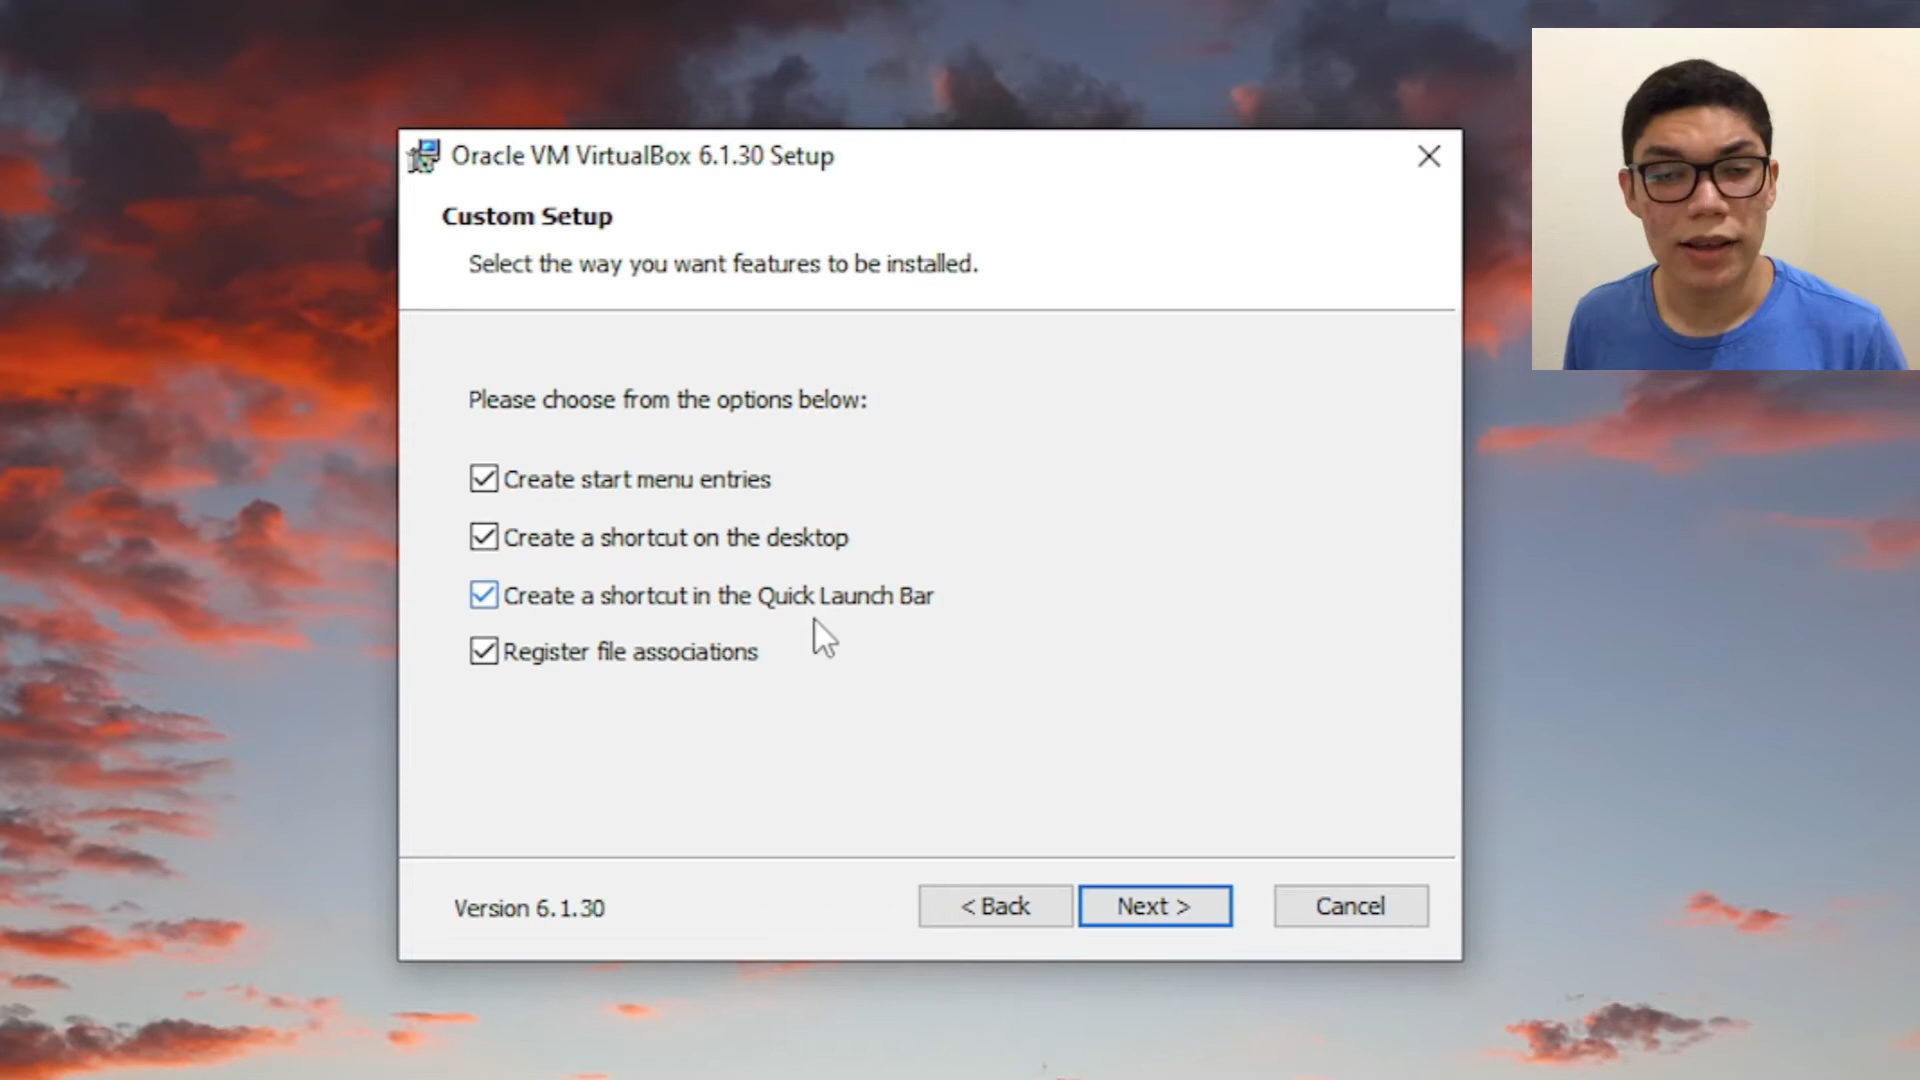 Oracle VM VirtualBox 6.1.30 Setup
Custom Setup
Select the way you want features to be installed.
Please choose from the options below:
Create start menu entries
Create a shortcut on the desktop
Create a shortcut in the Quick Launch Bar
Register file associations
Version 6.1.30
< Back
Next >
Cancel